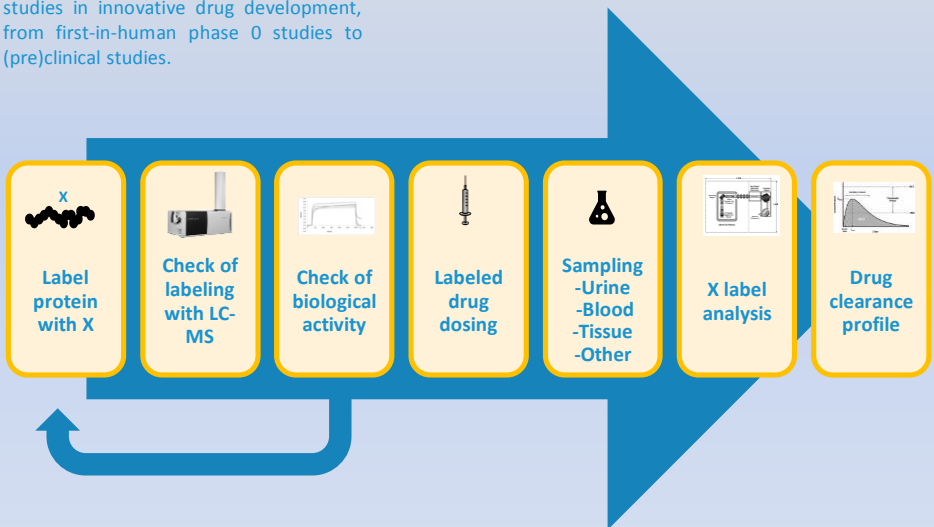 studies in innovative drug development,
from first-in-human phase 0 studies to
(pre)clinical studies.
X
Label
protein
with X
Check of
labeling
with LC-
MS
Check of
biological
activity
Labeled
drug
dosing
Sampling
-Urine
-Blood
-Tissue
-Other
X label
analysis
Drug
clearance
profile